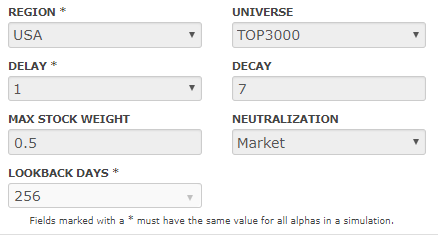 REGION * UNIVERSE
USA TOP3000
DELAY * DECAY
1 7
MAX STOCK WEIGHT NEUTRALIZATION
0.5 Market
LOOKBACK DAYS *
256
Fields marked with a * must have the same value for all alphas in a simulation.